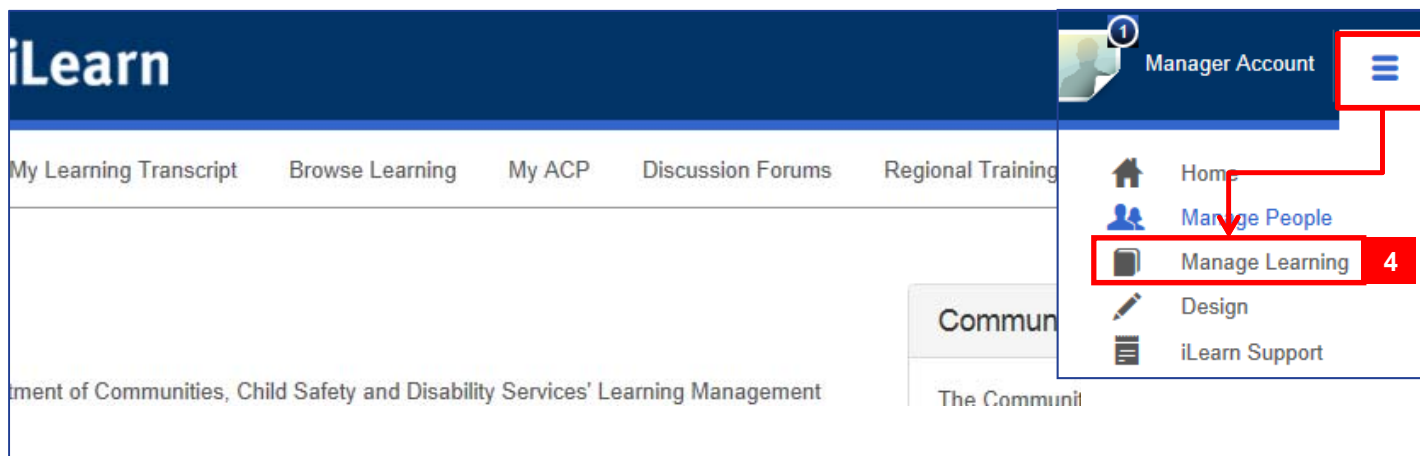 iLearn
1
Manager Account
My Learning Transcript Browse Learning My ACP Discussion Forums Regional Training
Home
Manage People
Manage Learning 4
Design
iLearn Support
Commun
tment of Communities, Child Safety and Disability Services' Learning Management
The Communit